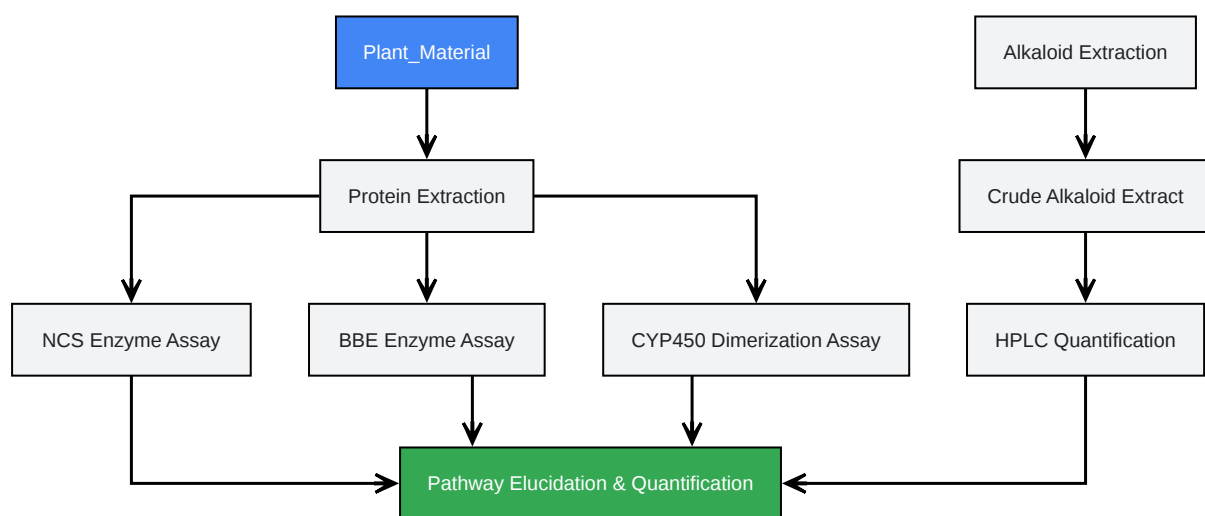 Plant_Material
Alkaloid Extraction
Protein Extraction
Crude Alkaloid Extract
NCS Enzyme Assay
BBE Enzyme Assay
CYP450 Dimerization Assay
HPLC Quantification
Pathway Elucidation & Quantification